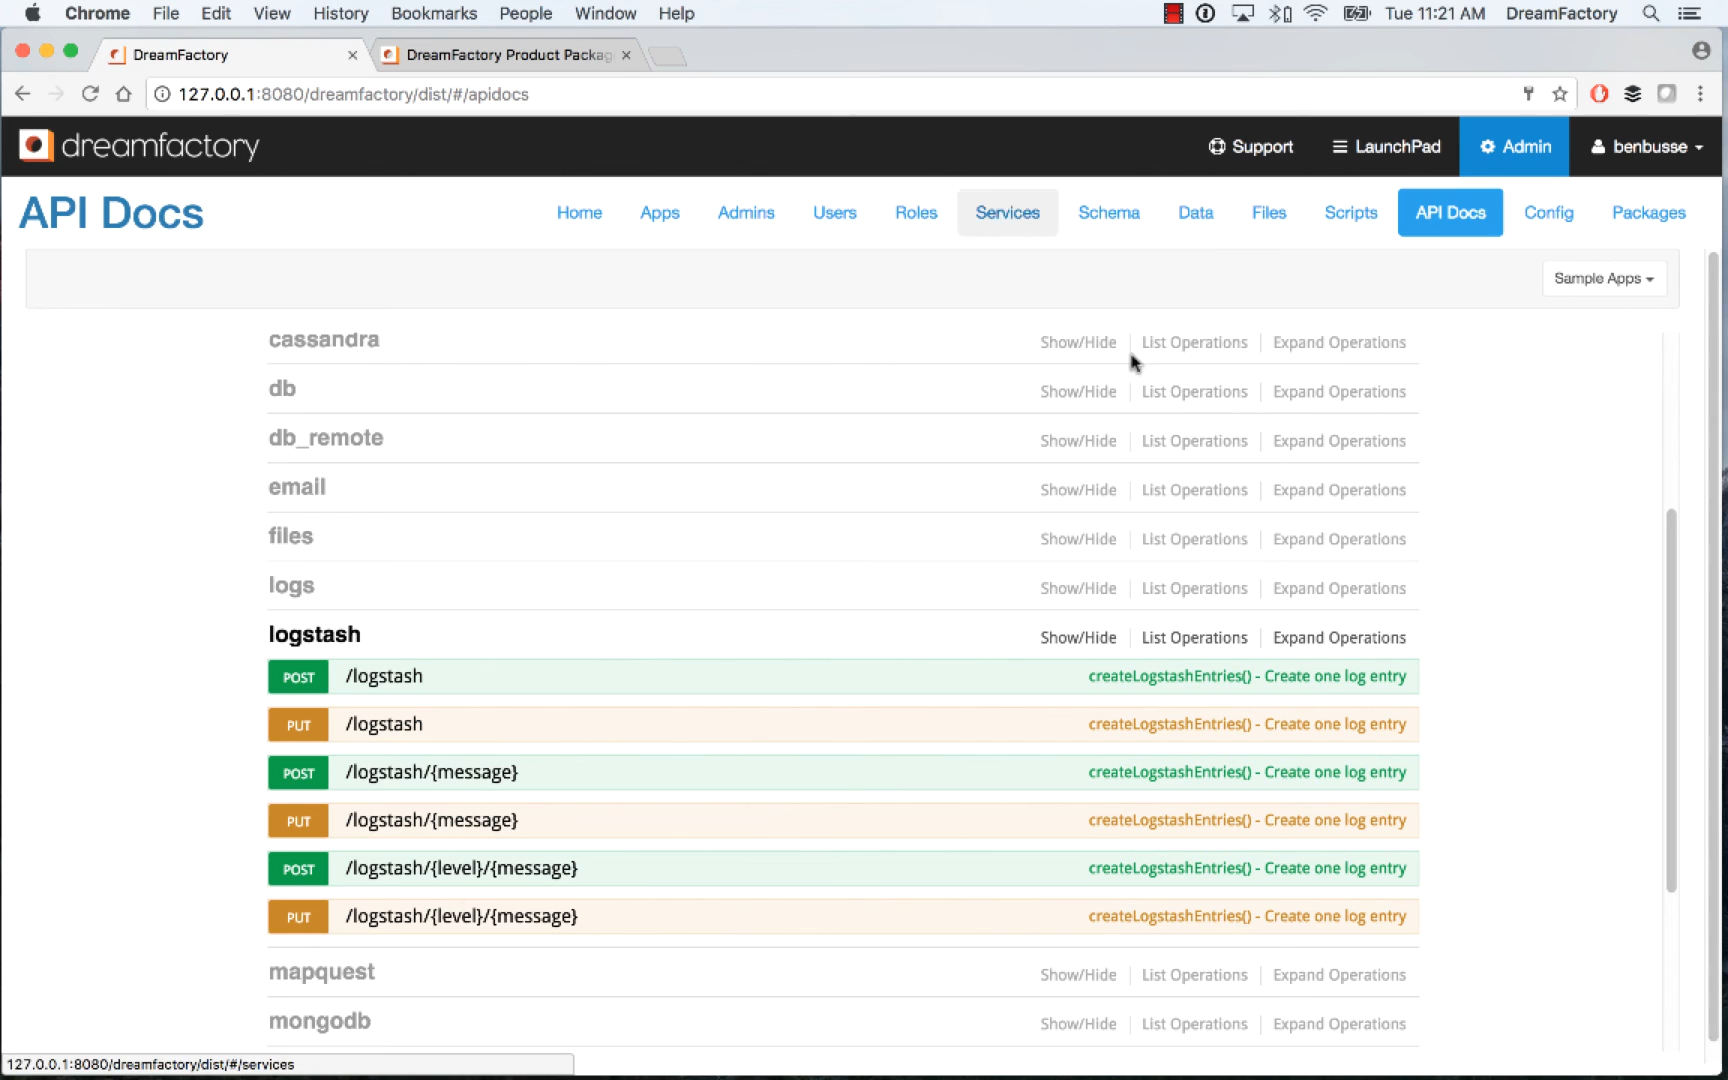 Chrome File Edit View History Bookmarks People Window Help Tue 11:21 AM DreamFactory
DreamFactory DreamFactory Product Packag
127.0.0.1:8080/dreamfactory/dist/#/apidocs
dreamfactory Support LaunchPad Admin benbusse
API Docs Home Apps Admins Users Roles Services Schema Data Files Scripts API Docs Config Packages
Sample Apps
cassandra Show/Hide List Operations Expand Operations
db Show/Hide List Operations Expand Operations
db_remote Show/Hide List Operations Expand Operations
email Show/Hide List Operations Expand Operations
files Show/Hide List Operations Expand Operations
logs Show/Hide List Operations Expand Operations
logstash Show/Hide List Operations Expand Operations
POST /logstash createLogstashEntries() - Create one log entry
PUT /logstash createLogstashEntries() - Create one log entry
POST /logstash/{message} createLogstashEntries() - Create one log entry
PUT /logstash/{message} createLogstashEntries() - Create one log entry
POST /logstash/{level}/{message} createLogstashEntries() - Create one log entry
PUT /logstash/{level}/{message} createLogstashEntries() - Create one log entry
mapquest Show/Hide List Operations Expand Operations
mongodb Show/Hide List Operations Expand Operations
127.0.0.1:8080/dreamfactory/dist/#/services